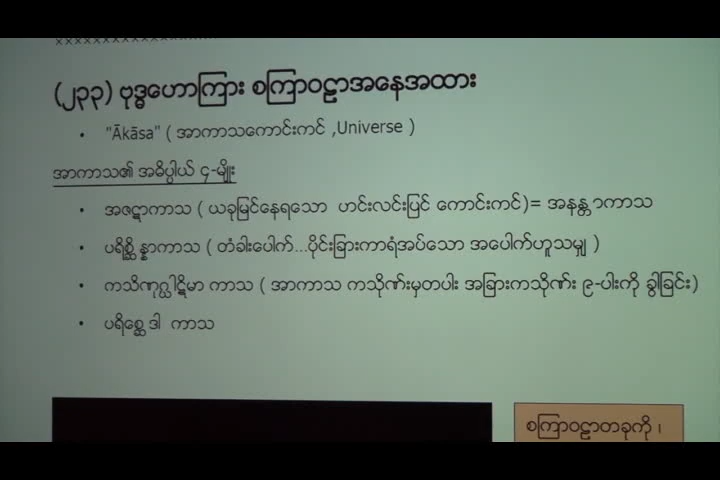 (၂၃၃) ဗုဒ္ဓဟောကြား စကြာဝဠာအနေအထား
• "Ākāsa" ( အာကာသကောင်းကင် ,Universe )
အာကာသ၏ အဓိပ္ပါယ် ၄-မျိုး
• အဇဋာကာသ ( ယခုမြင်နေရသော ဟင်းလင်းပြင် ကောင်းကင်)= အနန္တာကာသ
• ပရိစ္ဆိန္နာကာသ ( တံခါးပေါက်...ပိုင်းခြားကာရံအပ်သော အပေါက်ဟူသမျှ )
• ကသိဏုဂ္ဃါဋိမာ ကာသ ( အာကာသ ကသိုဏ်းမှတပါး အခြားကသိုဏ်း ၉-ပါးကို ခွါခြင်း)
• ပရိစ္ဆေဒါ ကာသ
စကြာဝဠာတခုကို ၊